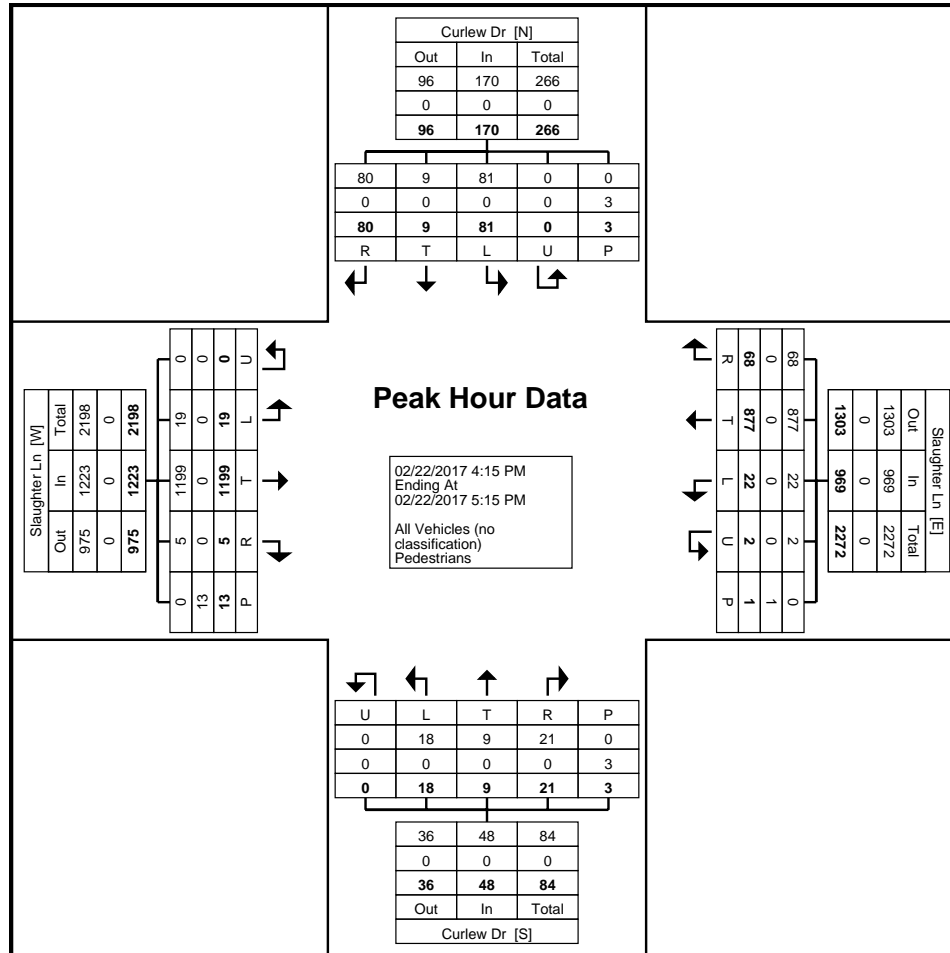 Curlew Dr [N]
Out In Total
96 170 266
0 0 0
96 170 266
80 9 81 0 0
0 0 0 0 3
80 9 81 0 3
R T L U P
Slaughter Ln [W]
Total In Out
2198 1223 975
0 0 0
2198 1223 975
0 19 1199 5 0
0 0 0 0 13
0 19 1199 5 13
U L T R P
Peak Hour Data
02/22/2017 4:15 PM
Ending At
02/22/2017 5:15 PM
All Vehicles (no
classification)
Pedestrians
Slaughter Ln [E]
Out In Total
1303 969 2272
0 0 0
1303 969 2272
68 877 22 2 0
0 0 0 0 1
68 877 22 2 1
R T L U P
U L T R P
0 18 9 21 0
0 0 0 0 3
0 18 9 21 3
36 48 84
0 0 0
36 48 84
Out In Total
Curlew Dr [S]